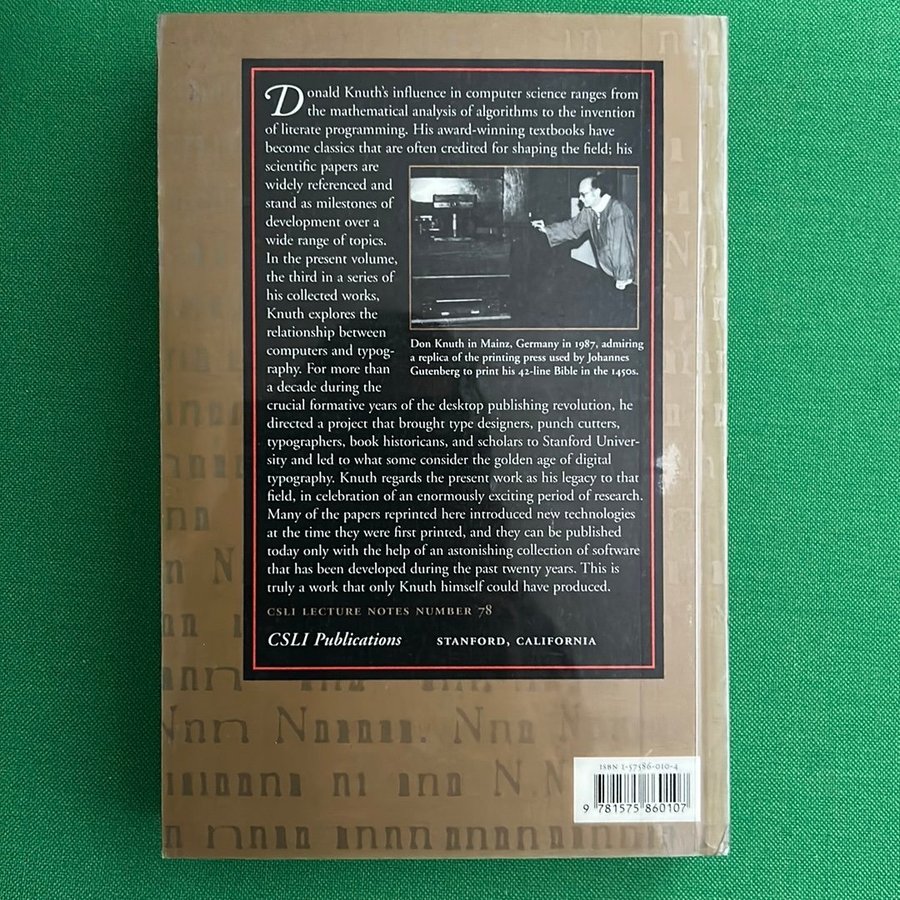 Donald Knuth's influence in computer science ranges from
the mathematical analysis of algorithms to the invention
of literate programming. His award-winning textbooks have
become classics that are often credited for shaping the field; his
scientific papers are
widely referenced and
stand as milestones of
development over a
wide range of topics.
In the present volume,
the third in a series of
his collected works,
Knuth explores the
relationship between
computers and typog-
raphy. For more than
a decade during the
Don Knuth in Mainz, Germany in 1987, admiring
a replica of the printing press used by Johannes
Gutenberg to print his 42-line Bible in the 1450s.
crucial formative years of the desktop publishing revolution, he
directed a project that brought type designers, punch cutters,
typographers, book historians, and scholars to Stanford Univer-
sity and led to what some consider the golden age of digital
typography. Knuth regards the present work as his legacy to that
field, in celebration of an enormously exciting period of research.
Many of the papers reprinted here introduced new technologies
at the time they were first printed, and they can be published
today only with the help of an astonishing collection of software
that has been developed during the past twenty years. This is
truly a work that only Knuth himself could have produced.
CSLI LECTURE NOTES NUMBER 78
CSLI Publications STANFORD, CALIFORNIA
ISBN 1-57586-010-4
9 781575 860107